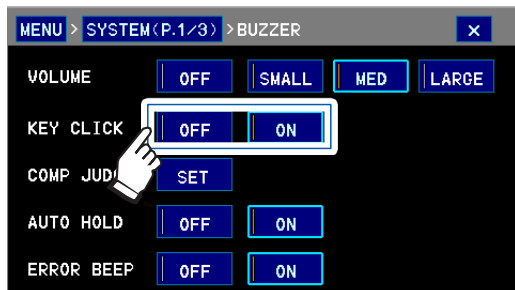 MENU > SYSTEM(P.1/3) > BUZZER ×
VOLUME OFF SMALL MED LARGE
KEY CLICK OFF ON
COMP JUD SET
AUTO HOLD OFF ON
ERROR BEEP OFF ON